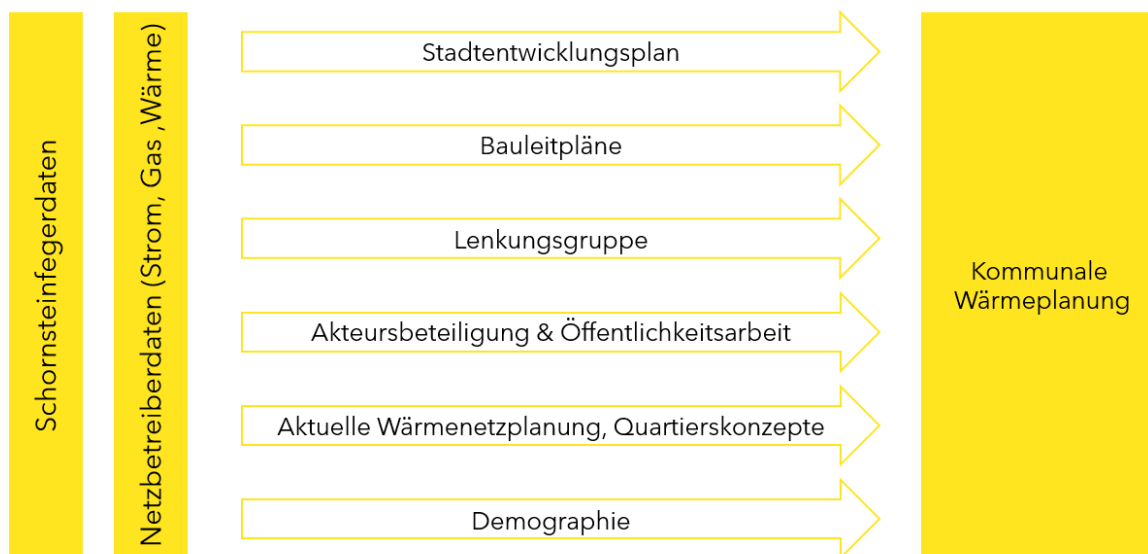 Schornsteinfegerdaten
Netzbetreiberdaten (Strom, Gas ,Wärme)
Stadtentwicklungsplan
Bauleitpläne
Lenkungsgruppe
Akteursbeteiligung & Öffentlichkeitsarbeit
Aktuelle Wärmenetzplanung, Quartierskonzepte
Demographie
Kommunale
Wärmeplanung